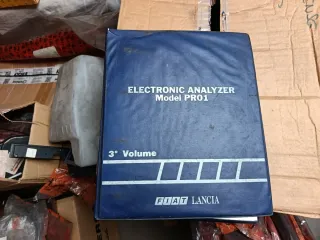 ELECTRONIC ANALYZER
Model PR01
3° Volume
FIAT LANCIA